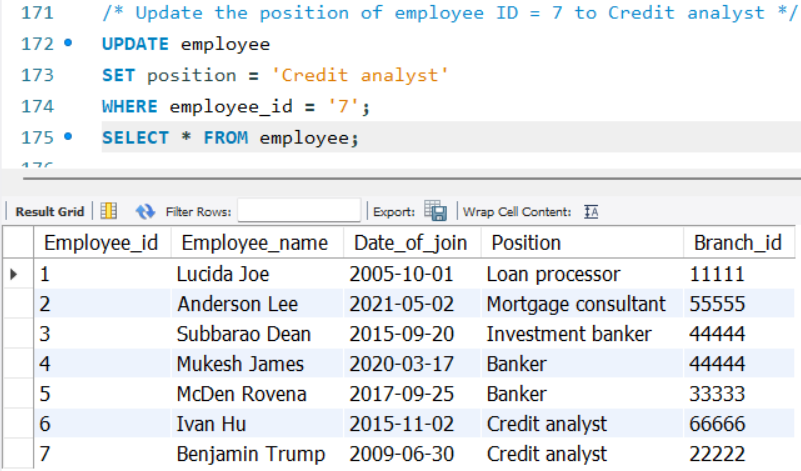 171 /* Update the position of employee ID = 7 to Credit analyst */
172 UPDATE employee
173 SET position = 'Credit analyst'
174 WHERE employee_id = '7';
175 SELECT * FROM employee;
Result Grid Filter Rows: Export: Wrap Cell Content:
Employee_id Employee_name Date_of_join Position Branch_id
1 Lucida Joe 2005-10-01 Loan processor 11111
2 Anderson Lee 2021-05-02 Mortgage consultant 55555
3 Subbarao Dean 2015-09-20 Investment banker 44444
4 Mukesh James 2020-03-17 Banker 44444
5 McDen Rovena 2017-09-25 Banker 33333
6 Ivan Hu 2015-11-02 Credit analyst 66666
7 Benjamin Trump 2009-06-30 Credit analyst 22222